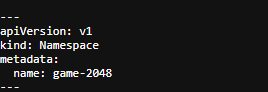 ---
apiVersion: v1
kind: Namespace
metadata:
  name: game-2048
---